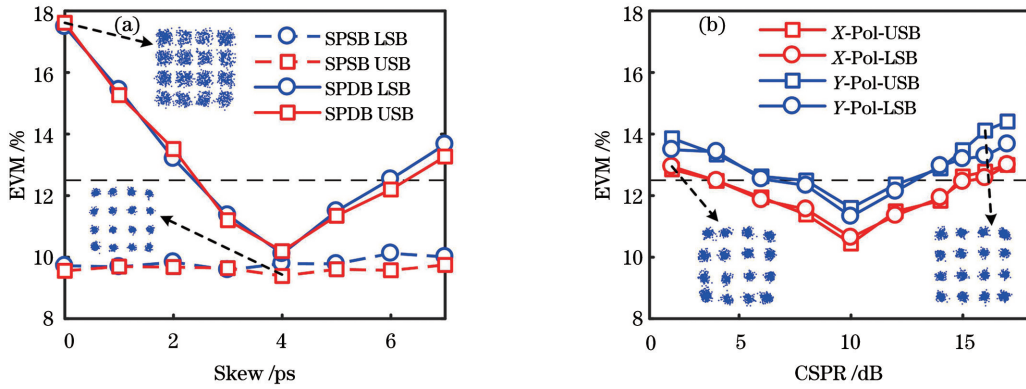 18
(a)
SPSB LSB
16
SPSB USB
SPDB LSB
SPDB USB
14
EVM /%
12
10
8
0 2 4 6
Skew /ps
18
(b)
X-Pol-USB
16
X-Pol-LSB
Y-Pol-USB
Y-Pol-LSB
14
EVM /%
12
10
8
0 5 10 15
CSPR /dB